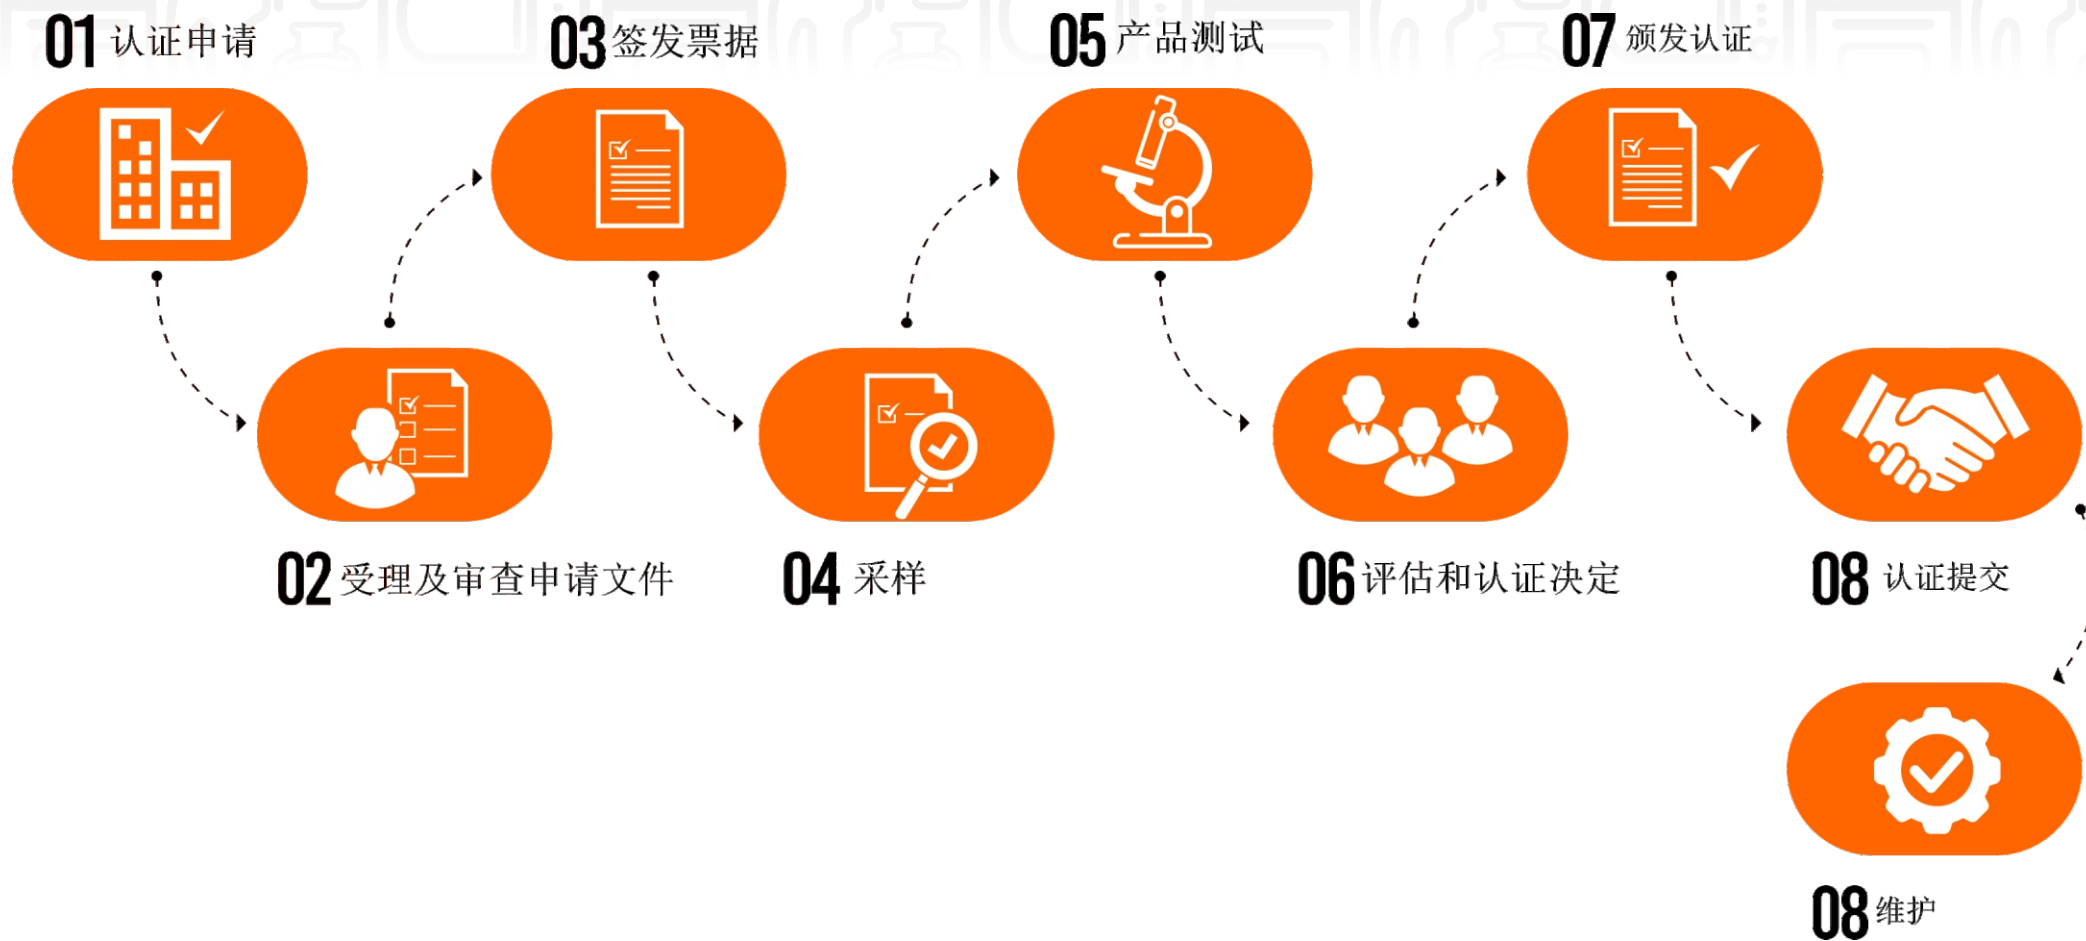 01 认证申请
02 受理及审查申请文件
03 签发票据
04 采样
05 产品测试
06 评估和认证决定
07 颁发认证
08 认证提交
08 维护